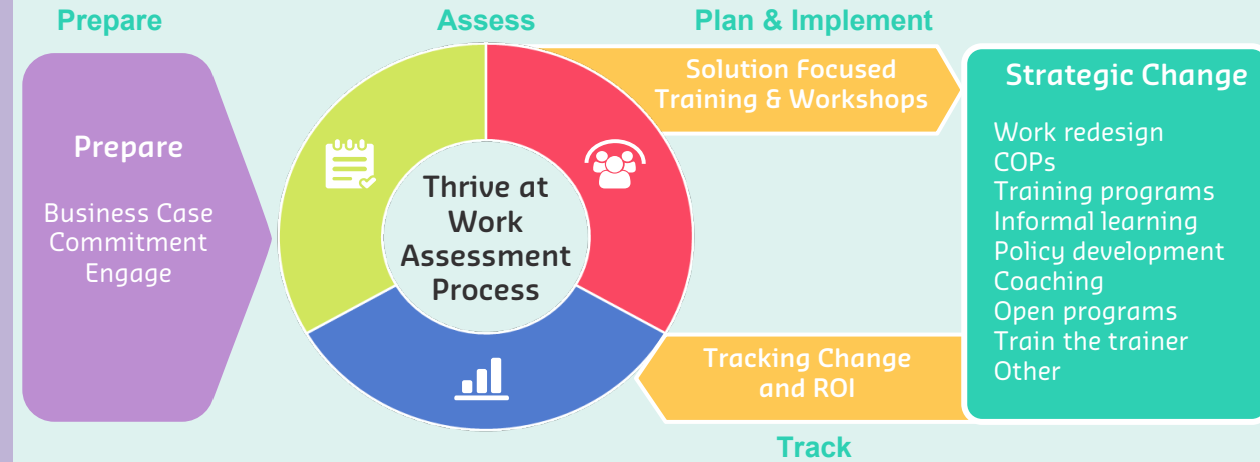 Prepare
Assess
Plan & Implement
Prepare
Business Case
Commitment
Engage
Thrive at
Work
Assessment
Process
Solution Focused
Training & Workshops
Strategic Change
Work redesign
COPs
Training programs
Informal learning
Policy development
Coaching
Open programs
Train the trainer
Other
Tracking Change
and ROI
Track